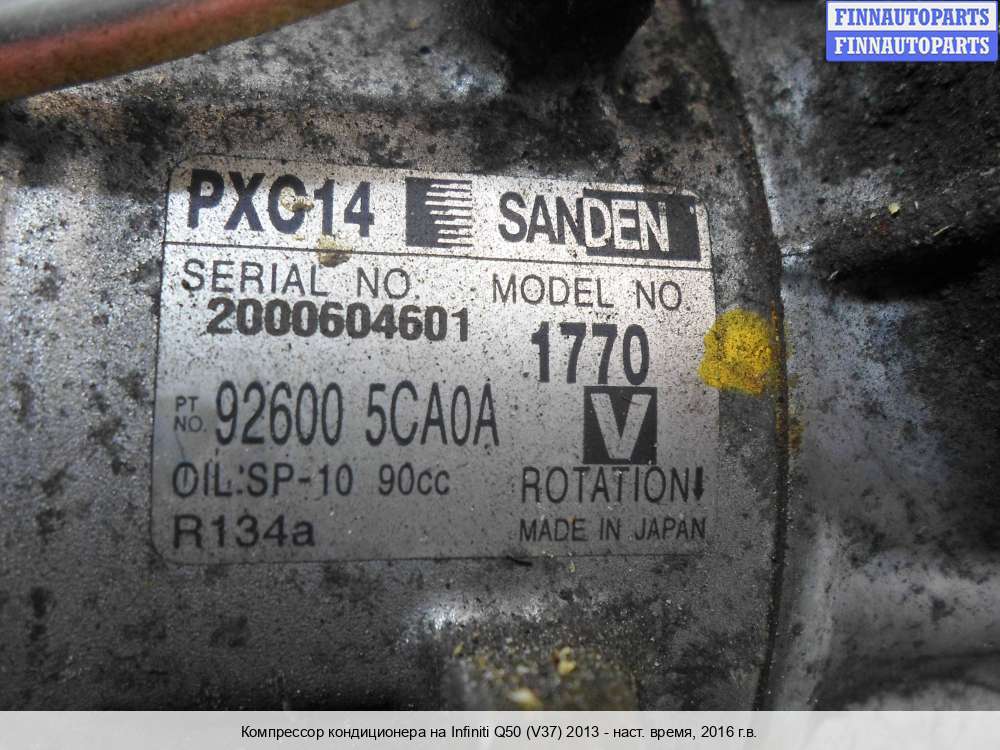 FINNAUTOPARTS
FINNAUTOPARTS
PXC14 SANDEN
SERIAL NO. MODEL NO.
2000604601 1770
PT NO. 92600 5CA0A V
OIL:SP-10 90cc ROTATION↓
R134a MADE IN JAPAN
Компрессор кондиционера на Infiniti Q50 (V37) 2013 - наст. время, 2016 г.в.